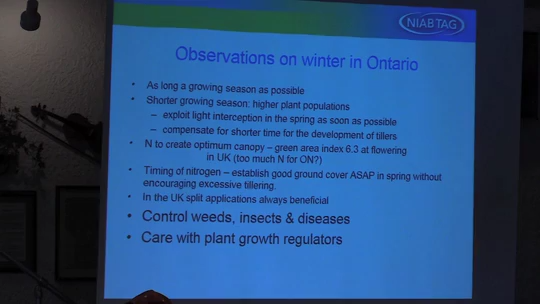 NIAB TAG
Observations on winter in Ontario
• As long a growing season as possible
• Shorter growing season: higher plant populations
– exploit light interception in the spring as soon as possible
– compensate for shorter time for the development of tillers
• N to create optimum canopy – green area index 6.3 at flowering
in UK (too much N for ON?)
• Timing of nitrogen – establish good ground cover ASAP in spring without
encouraging excessive tillering.
• In the UK split applications always beneficial
• Control weeds, insects & diseases
• Care with plant growth regulators